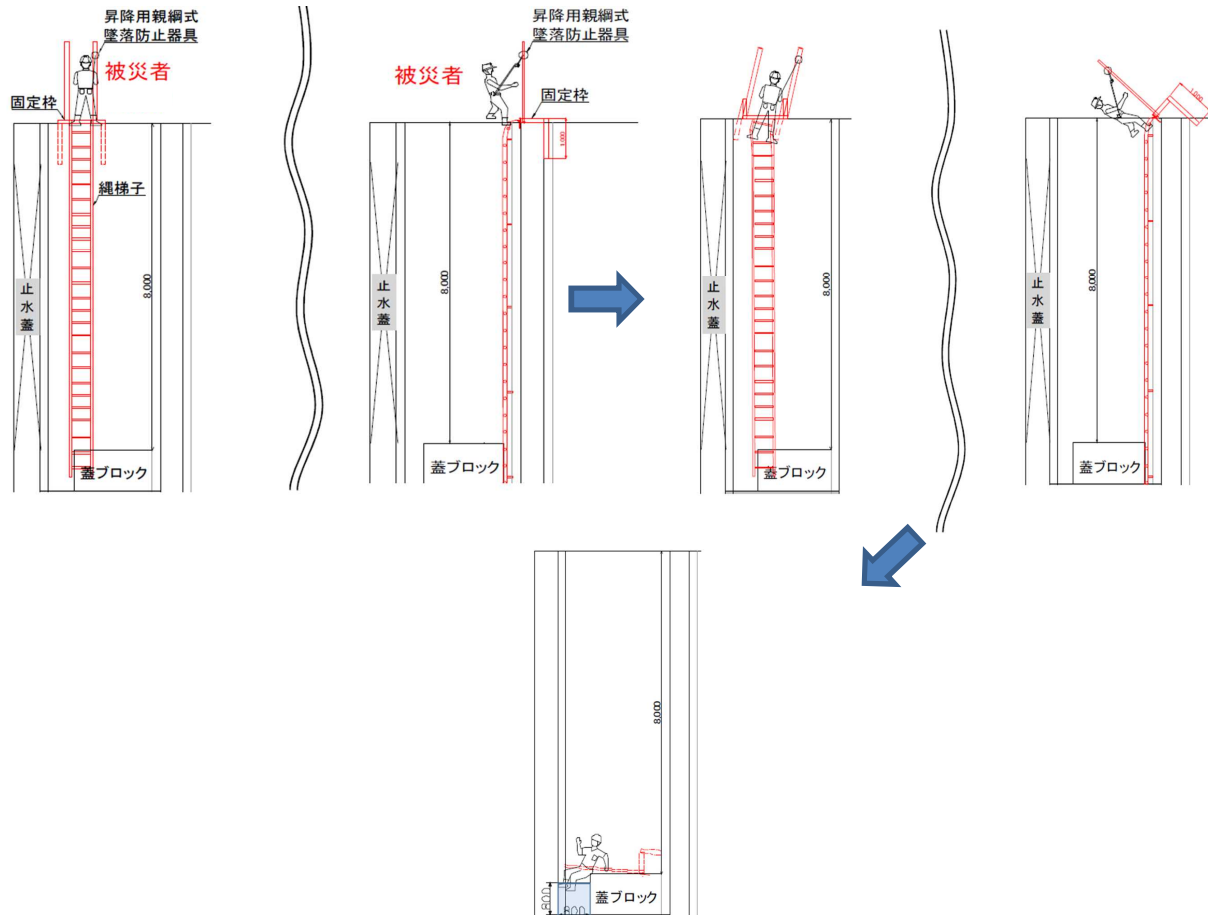 昇降用親綱式
墜落防止器具
被災者
固定枠
縄梯子
8,000
止水蓋
蓋ブロック
昇降用親綱式
墜落防止器具
被災者
固定枠
1,000
8,000
止水蓋
蓋ブロック
8,000
止水蓋
蓋ブロック
1,000
8,000
止水蓋
蓋ブロック
8,000
蓋ブロック
800
800